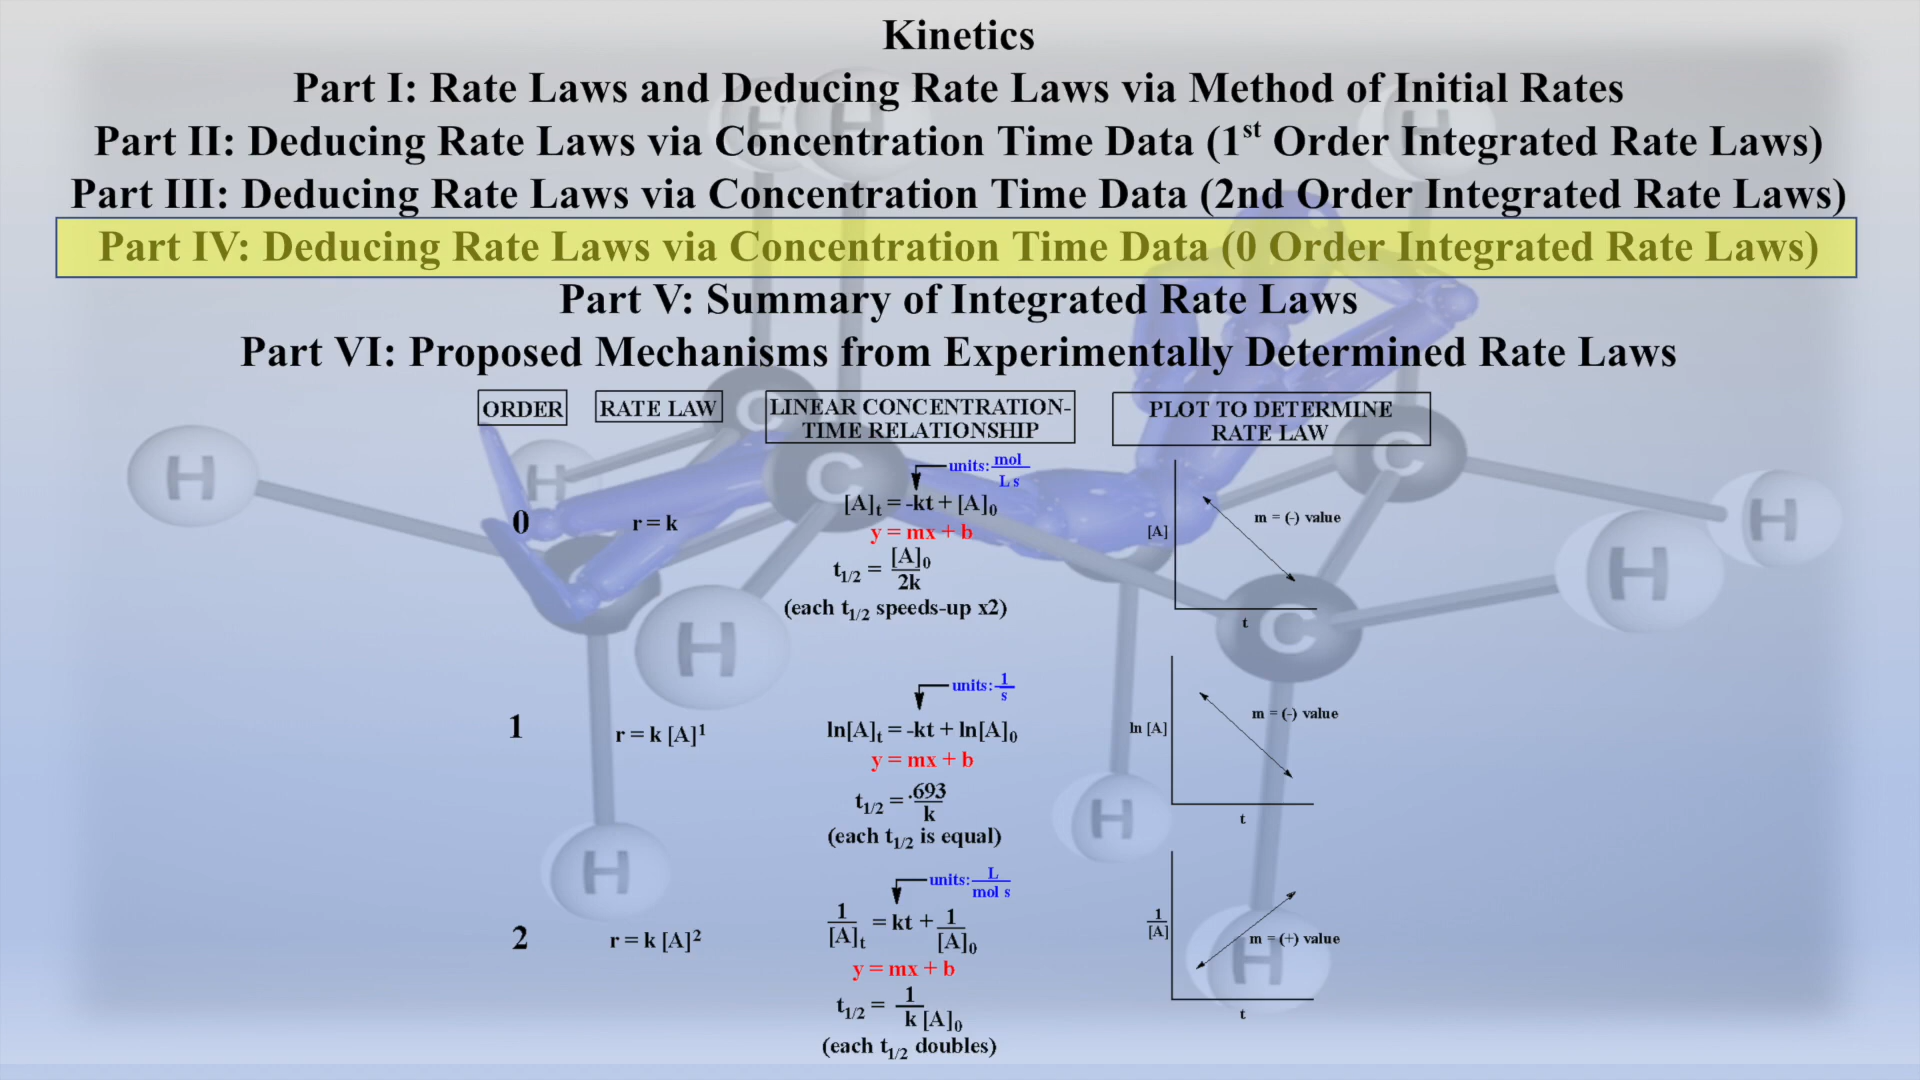 Kinetics
Part I: Rate Laws and Deducing Rate Laws via Method of Initial Rates
Part II: Deducing Rate Laws via Concentration Time Data (1st Order Integrated Rate Laws)
Part III: Deducing Rate Laws via Concentration Time Data (2nd Order Integrated Rate Laws)
Part IV: Deducing Rate Laws via Concentration Time Data (0 Order Integrated Rate Laws)
Part V: Summary of Integrated Rate Laws
Part VI: Proposed Mechanisms from Experimentally Determined Rate Laws
ORDER
RATE LAW
LINEAR CONCENTRATION-
TIME RELATIONSHIP
PLOT TO DETERMINE
RATE LAW
0
r = k
units: mol
L s
[A]t = -kt + [A]0
y = mx + b
t1/2 = [A]0
2k
(each t1/2 speeds-up x2)
[A]
m = (-) value
t
1
r = k [A]¹
units: 1
s
ln[A]t = -kt + ln[A]0
y = mx + b
t1/2 = .693
k
(each t1/2 is equal)
ln [A]
m = (-) value
t
2
r = k [A]²
units: L
mol s
1
[A]t
= kt +
1
[A]0
y = mx + b
t1/2 = 1
k [A]0
(each t1/2 doubles)
1
[A]
m = (+) value
t
H
H
H
H
C
C
C
C
H
H
H
H
H
H
H